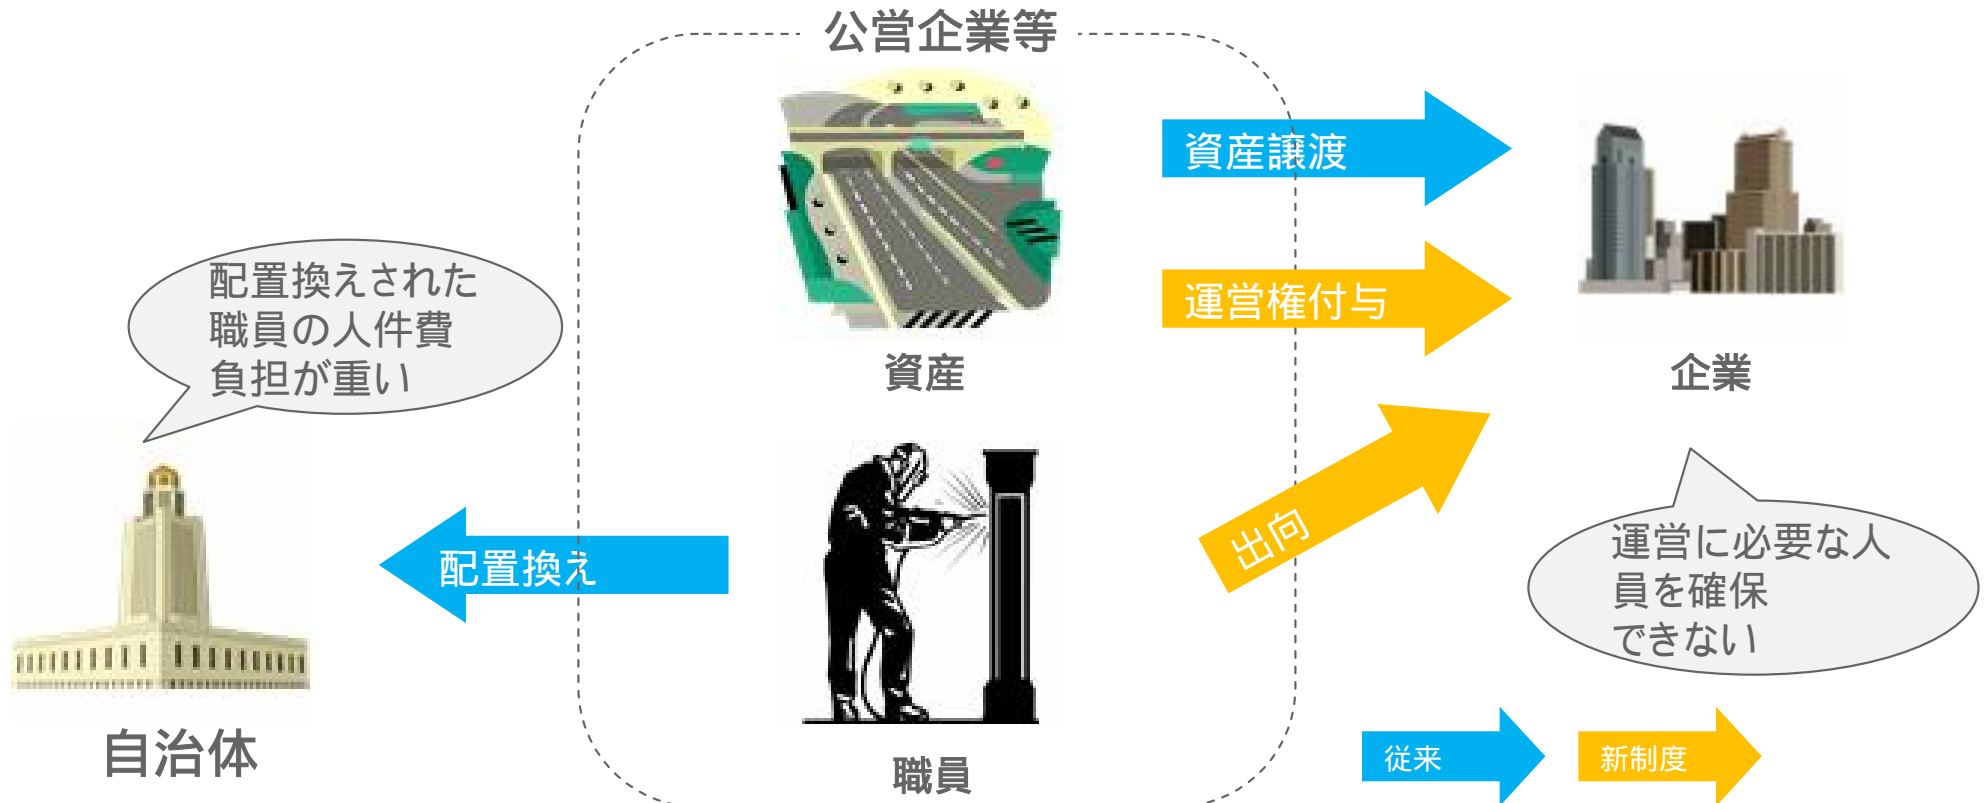 公営企業等
資産譲渡
運営権付与
資産
企業
配置換えされた
職員の人件費
負担が重い
自治体
配置換え
出向
職員
運営に必要な人
員を確保
できない
従来
新制度